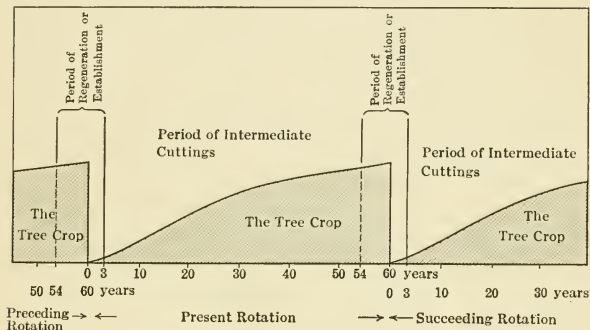 Period of
Regeneration or
Establishment
Period of
Regeneration or
Establishment
Period of Intermediate
Cuttings
Period of Intermediate
Cuttings
The
Tree Crop
The Tree Crop
The
Tree Crop
0 3 10 20 30 40 50 54 60 years
50 54 60 years 0 3 10 20 30 years
Preceding
Rotation
Present Rotation
Succeeding Rotation